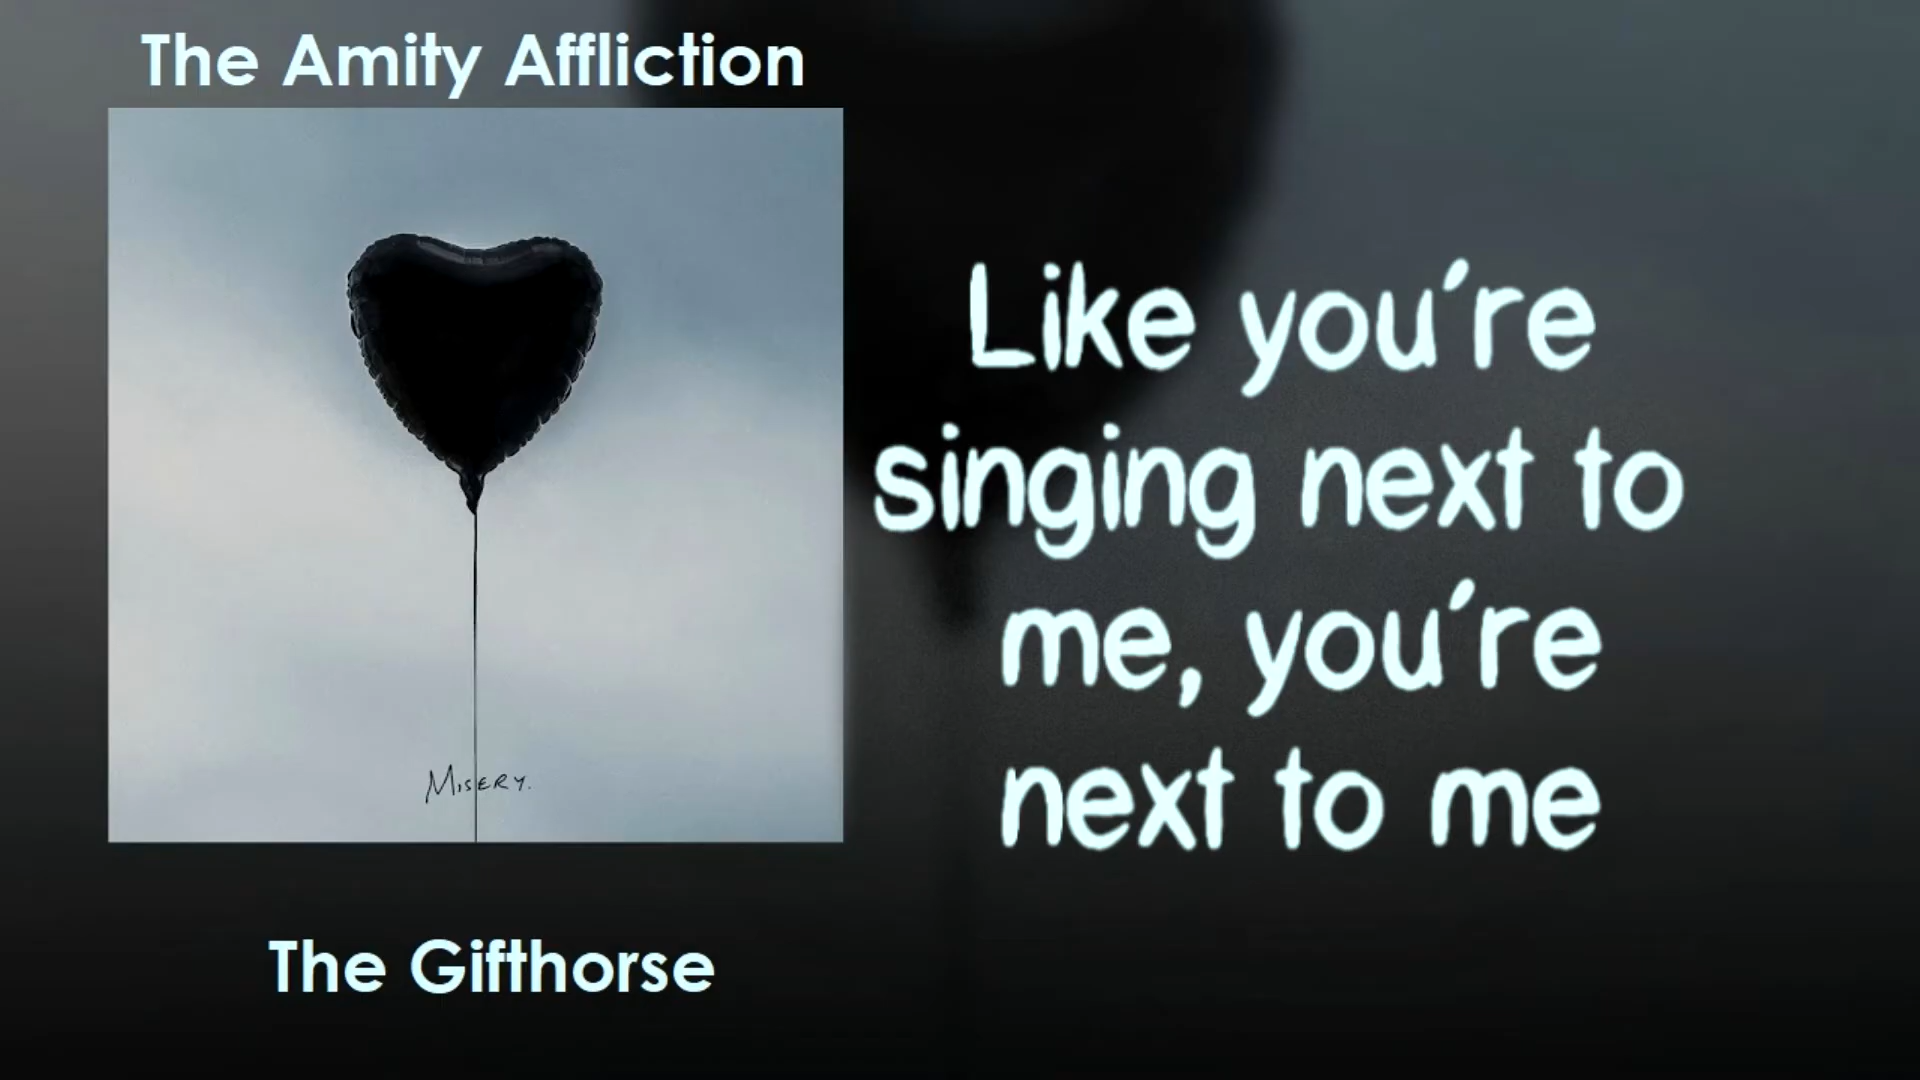 The Amity Affliction
Like you're
singing next to
me, you're
next to me
MISERY.
The Gifthorse